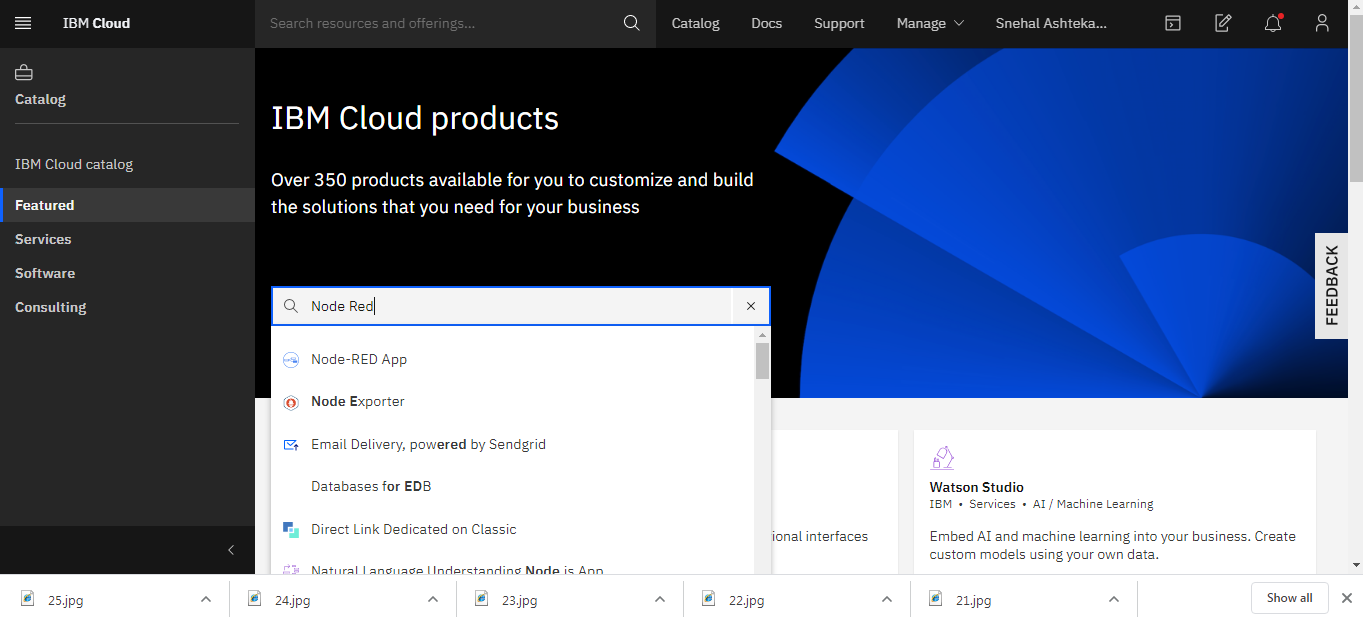 IBM Cloud
Search resources and offerings...
Catalog
Docs
Support
Manage
Snehal Ashteka...
Catalog
IBM Cloud catalog
Featured
Services
Software
Consulting
IBM Cloud products
Over 350 products available for you to customize and build
the solutions that you need for your business
Node Red
Node-RED App
Node Exporter
Email Delivery, powered by Sendgrid
Databases for EDB
Direct Link Dedicated on Classic
Natural Language Understanding Node.js App
ional interfaces
Watson Studio
IBM • Services • AI / Machine Learning
Embed AI and machine learning into your business. Create
custom models using your own data.
FEEDBACK
25.jpg
24.jpg
23.jpg
22.jpg
21.jpg
Show all